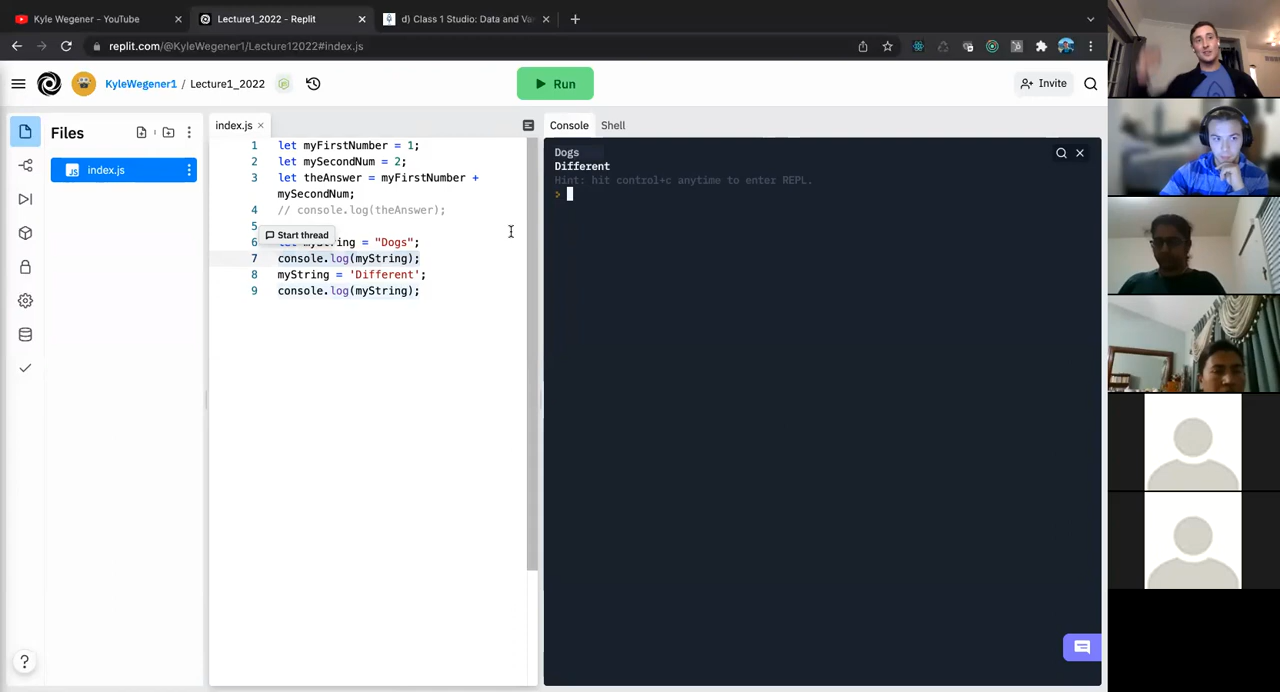 Kyle Wegener - YouTube
Lecture1_2022 - Replit
d) Class 1 Studio: Data and Va
replit.com/@KyleWegener1/Lecture12022#index.js
KyleWegener1 / Lecture1_2022
Run
Invite
Files
index.js
index.js
1 let myFirstNumber = 1;
2 let mySecondNum = 2;
3 let theAnswer = myFirstNumber +
mySecondNum;
4 // console.log(theAnswer);
5
Start thread
6 let myString = "Dogs";
7 console.log(myString);
8 myString = 'Different';
9 console.log(myString);
Console
Shell
Dogs
Different
Hint: hit control+c anytime to enter REPL.
>
?